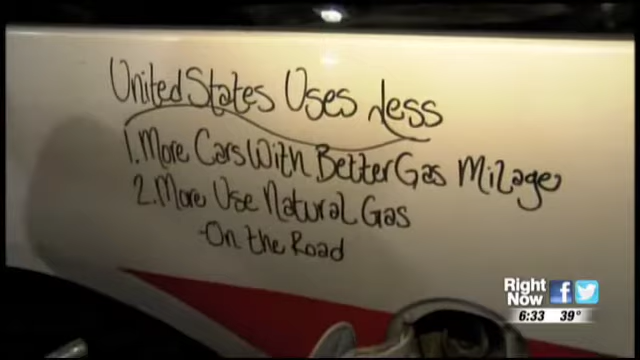 United States Uses Less
1. More Cars With Better Gas Milage
2. More Use Natural Gas
-On the Road
Right
Now
6:33 39°